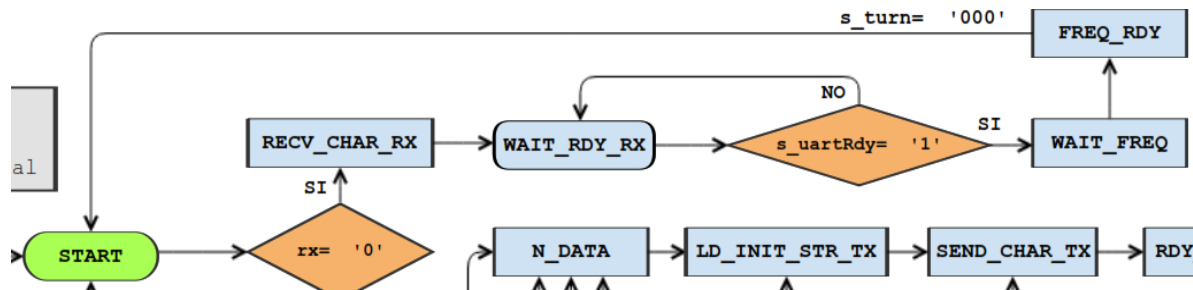 s_turn= '000'
FREQ_RDY
NO
RECV_CHAR_RX
WAIT_RDY_RX
s_uartRdy= '1'
SI
WAIT_FREQ
al
SI
START
rx= '0'
N_DATA
LD_INIT_STR_TX
SEND_CHAR_TX
RDY